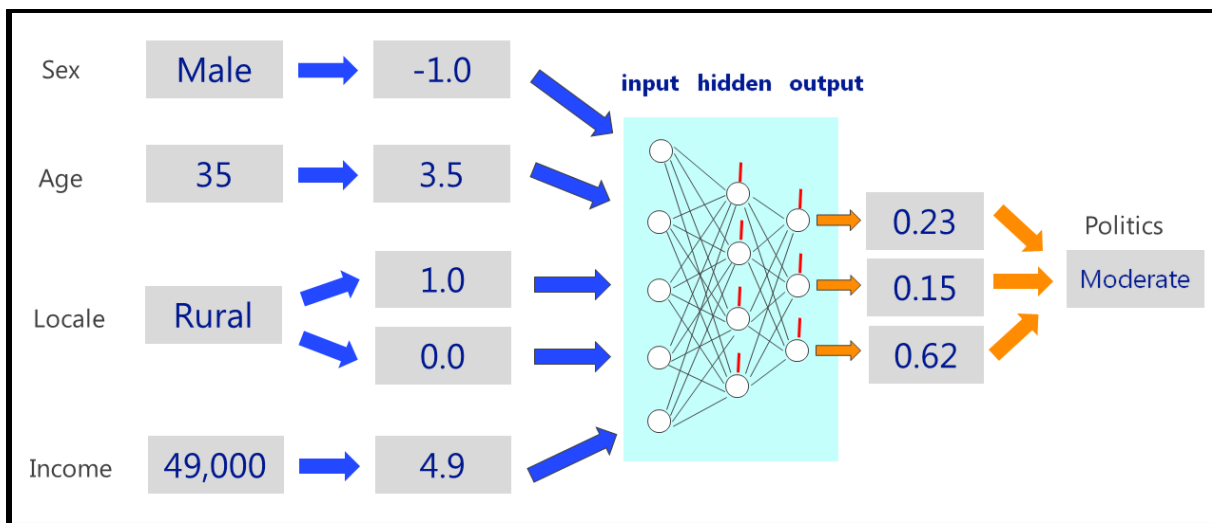 Sex
Male
-1.0
input hidden output
Age
35
3.5
Locale
Rural
1.0
0.0
Income
49,000
4.9
0.23
0.15
0.62
Politics
Moderate